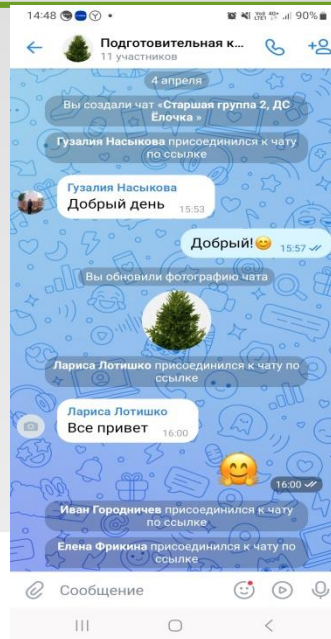 14:48
90%
Подготовительная к...
11 участников
4 апреля
Вы создали чат «Старшая группа 2, ДС
Ёлочка »
Гузалия Насыкова присоединился к чату
по ссылке
Гузалия Насыкова
Добрый день 15:53
Добрый! 15:57
Вы обновили фотографию чата
Лариса Лотишко присоединился к чату по
ссылке
Лариса Лотишко
Все привет 16:00
16:00
Иван Городничев присоединился к чату
по ссылке
Елена Фрикина присоединился к чату по
ссылке
Сообщение